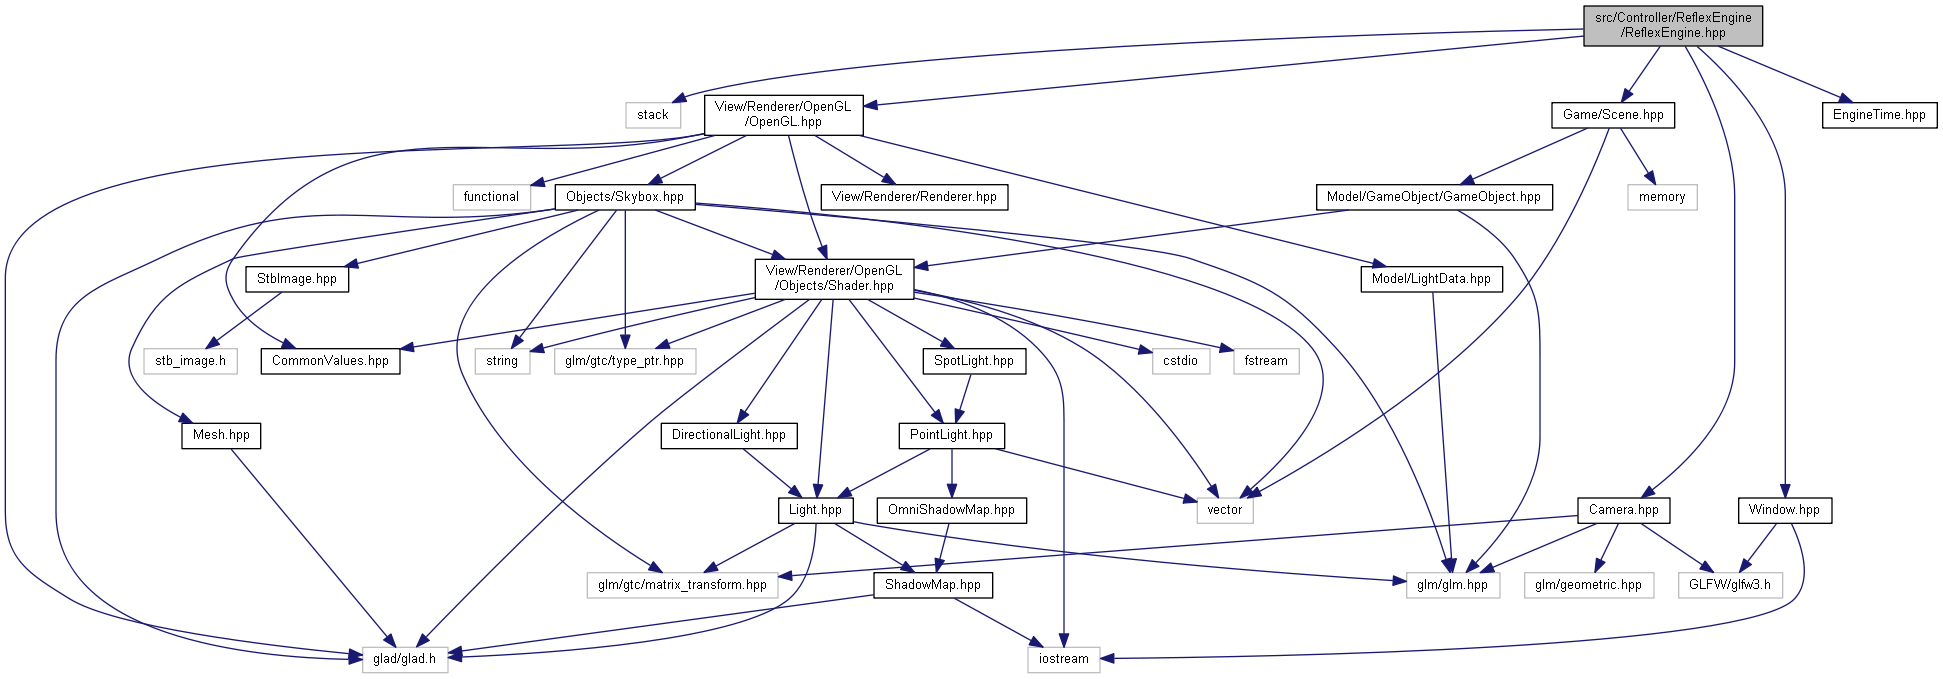 src/Controller/ReflexEngine
/ReflexEngine.hpp
stack
View/Renderer/OpenGL
/OpenGL.hpp
Game/Scene.hpp
EngineTime.hpp
functional
Objects/Skybox.hpp
View/Renderer/Renderer.hpp
Model/GameObject/GameObject.hpp
memory
StbImage.hpp
View/Renderer/OpenGL
/Objects/Shader.hpp
Model/LightData.hpp
stb_image.h
CommonValues.hpp
string
glm/gtc/type_ptr.hpp
SpotLight.hpp
cstdio
fstream
Mesh.hpp
DirectionalLight.hpp
PointLight.hpp
Light.hpp
OmniShadowMap.hpp
vector
Camera.hpp
Window.hpp
glm/gtc/matrix_transform.hpp
ShadowMap.hpp
glm/glm.hpp
glm/geometric.hpp
GLFW/glfw3.h
glad/glad.h
iostream